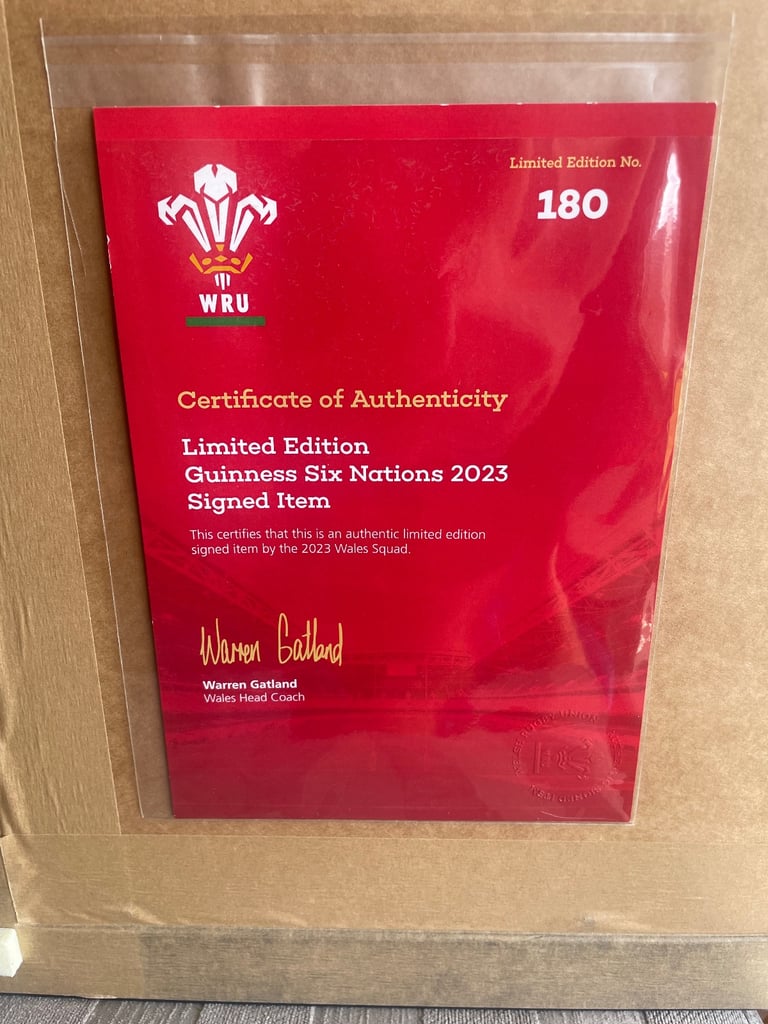 Limited Edition No.
180
WRU
Certificate of Authenticity
Limited Edition
Guinness Six Nations 2023
Signed Item
This certifies that this is an authentic limited edition
signed item by the 2023 Wales Squad.
Warren Gatland
Warren Gatland
Wales Head Coach
RUGBY UNION